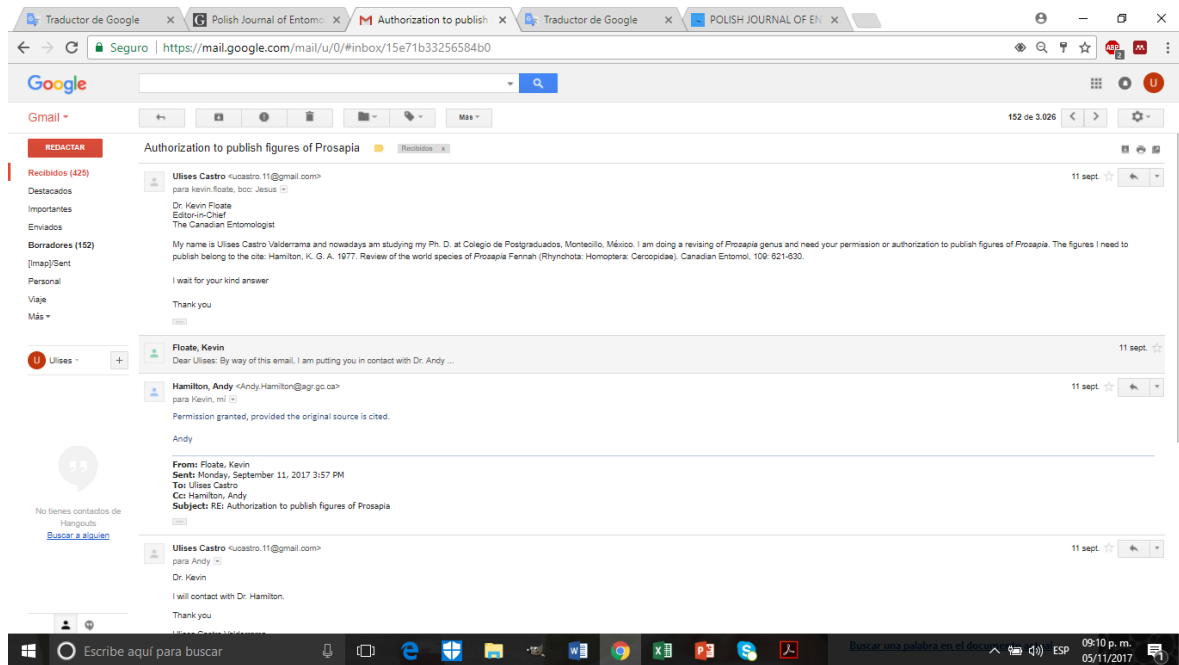 Traductor de Google
Polish Journal of Entomo
Authorization to publish
Traductor de Google
POLISH JOURNAL OF EN
Seguro | https://mail.google.com/mail/u/0/#inbox/15e71b33256584b0
ABP
2
Google
U
Gmail
Más
152 de 3.026
REDACTAR
Recibidos (425)
Destacados
Importantes
Enviados
Borradores (152)
[Imap]/Sent
Personal
Viaje
Más
U Ulises
No tienes contactos de
Hangouts
Buscar a alguien
Authorization to publish figures of Prosapia Recibidos x
Ulises Castro <ucastro.11@gmail.com> 11 sept.
para kevin.floate, bcc: Jesus
Dr. Kevin Floate
Editor-in-Chief
The Canadian Entomologist
My name is Ulises Castro Valderrama and nowadays am studying my Ph. D. at Colegio de Postgraduados, Montecillo, México. I am doing a revising of Prosapia genus and need your permission or authorization to publish figures of Prosapia. The figures I need to
publish belong to the cite: Hamilton, K. G. A. 1977. Review of the world species of Prosapia Fennah (Rhynchota: Homoptera: Cercopidae). Canadian Entomol, 109: 621-630.
I wait for your kind answer
Thank you
Floate, Kevin 11 sept.
Dear Ulises: By way of this email, I am putting you in contact with Dr. Andy ...
Hamilton, Andy <Andy.Hamilton@agr.gc.ca> 11 sept.
para Kevin, mí
Permission granted, provided the original source is cited.
Andy
From: Floate, Kevin
Sent: Monday, September 11, 2017 3:57 PM
To: Ulises Castro
Cc: Hamilton, Andy
Subject: RE: Authorization to publish figures of Prosapia
Ulises Castro <ucastro.11@gmail.com> 11 sept.
para Andy
Dr. Kevin
I will contact with Dr. Hamilton.
Thank you
Ulises Castro Valderrama
Escribe aquí para buscar
Buscar una palabra en el documento
ESP
09:10 p. m.
05/11/2017